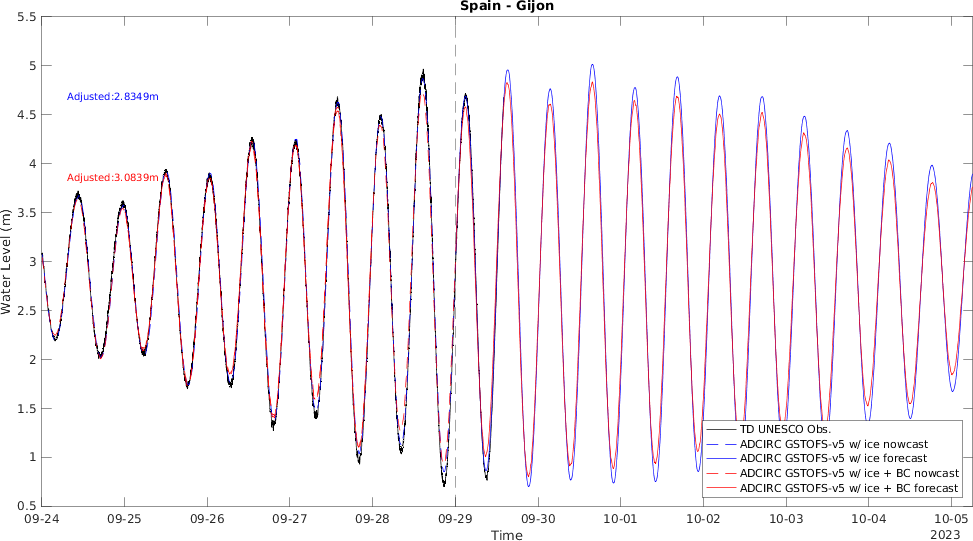 Spain - Gijon
5.5
5
4.5
4
3.5
3
2.5
2
1.5
1
0.5
Water Level (m)
Adjusted:2.8349m
Adjusted:3.0839m
TD UNESCO Obs.
ADCIRC GSTOFS-v5 w/ ice nowcast
ADCIRC GSTOFS-v5 w/ ice forecast
ADCIRC GSTOFS-v5 w/ ice + BC nowcast
ADCIRC GSTOFS-v5 w/ ice + BC forecast
09-24 09-25 09-26 09-27 09-28 09-29 09-30 10-01 10-02 10-03 10-04 10-05
Time
2023